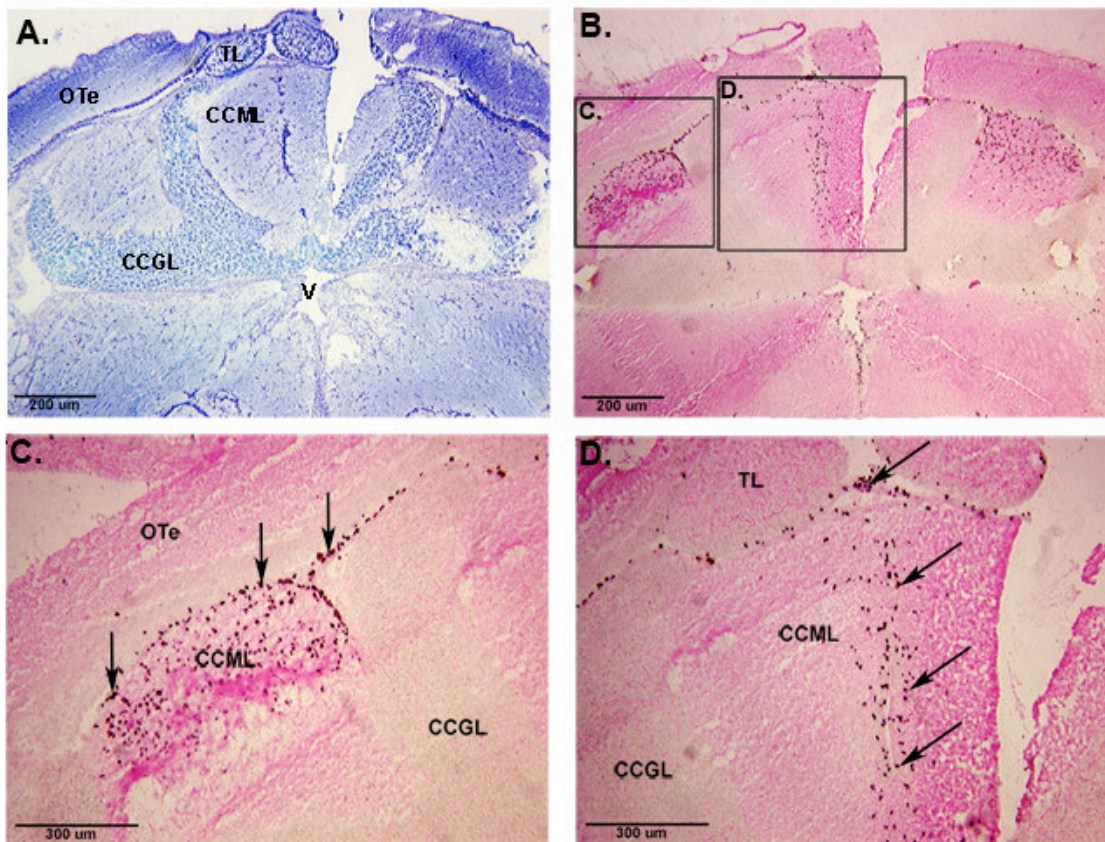 A.
TL
OTe
CCML
CCGL
V
200 um
B.
C.
D.
200 um
C.
OTe
CCML
CCGL
300 um
D.
TL
CCML
CCGL
300 um